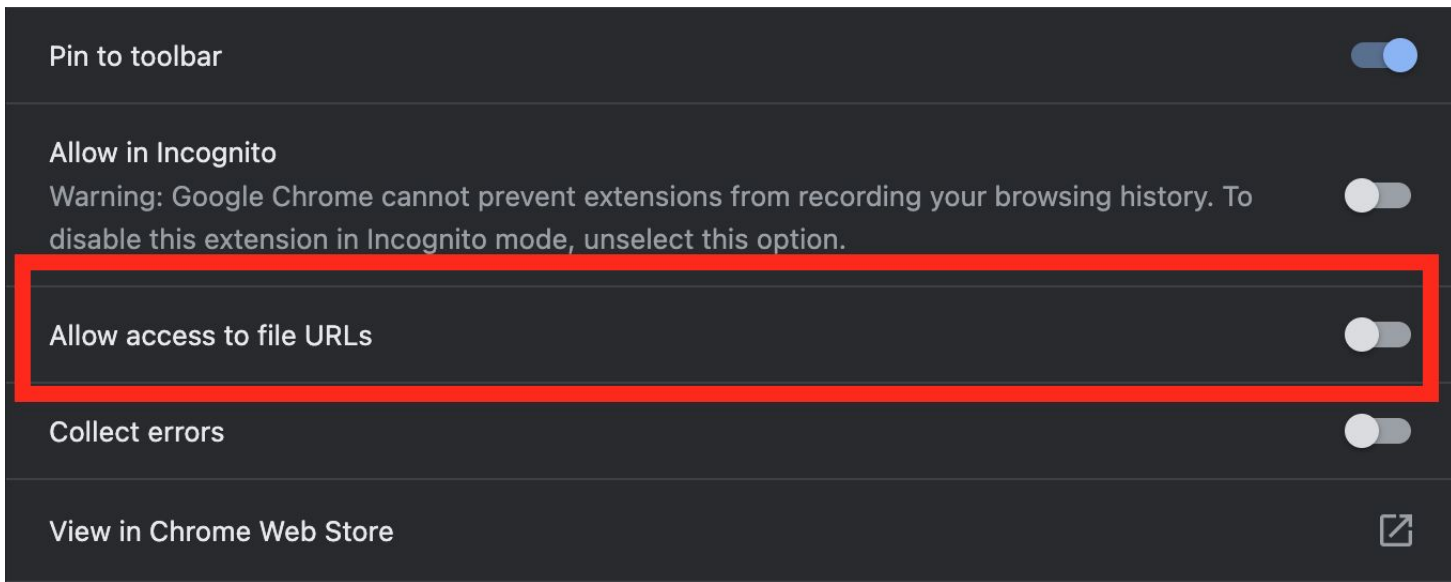 Pin to toolbar
Allow in Incognito
Warning: Google Chrome cannot prevent extensions from recording your browsing history. To
disable this extension in Incognito mode, unselect this option.
Allow access to file URLs
Collect errors
View in Chrome Web Store